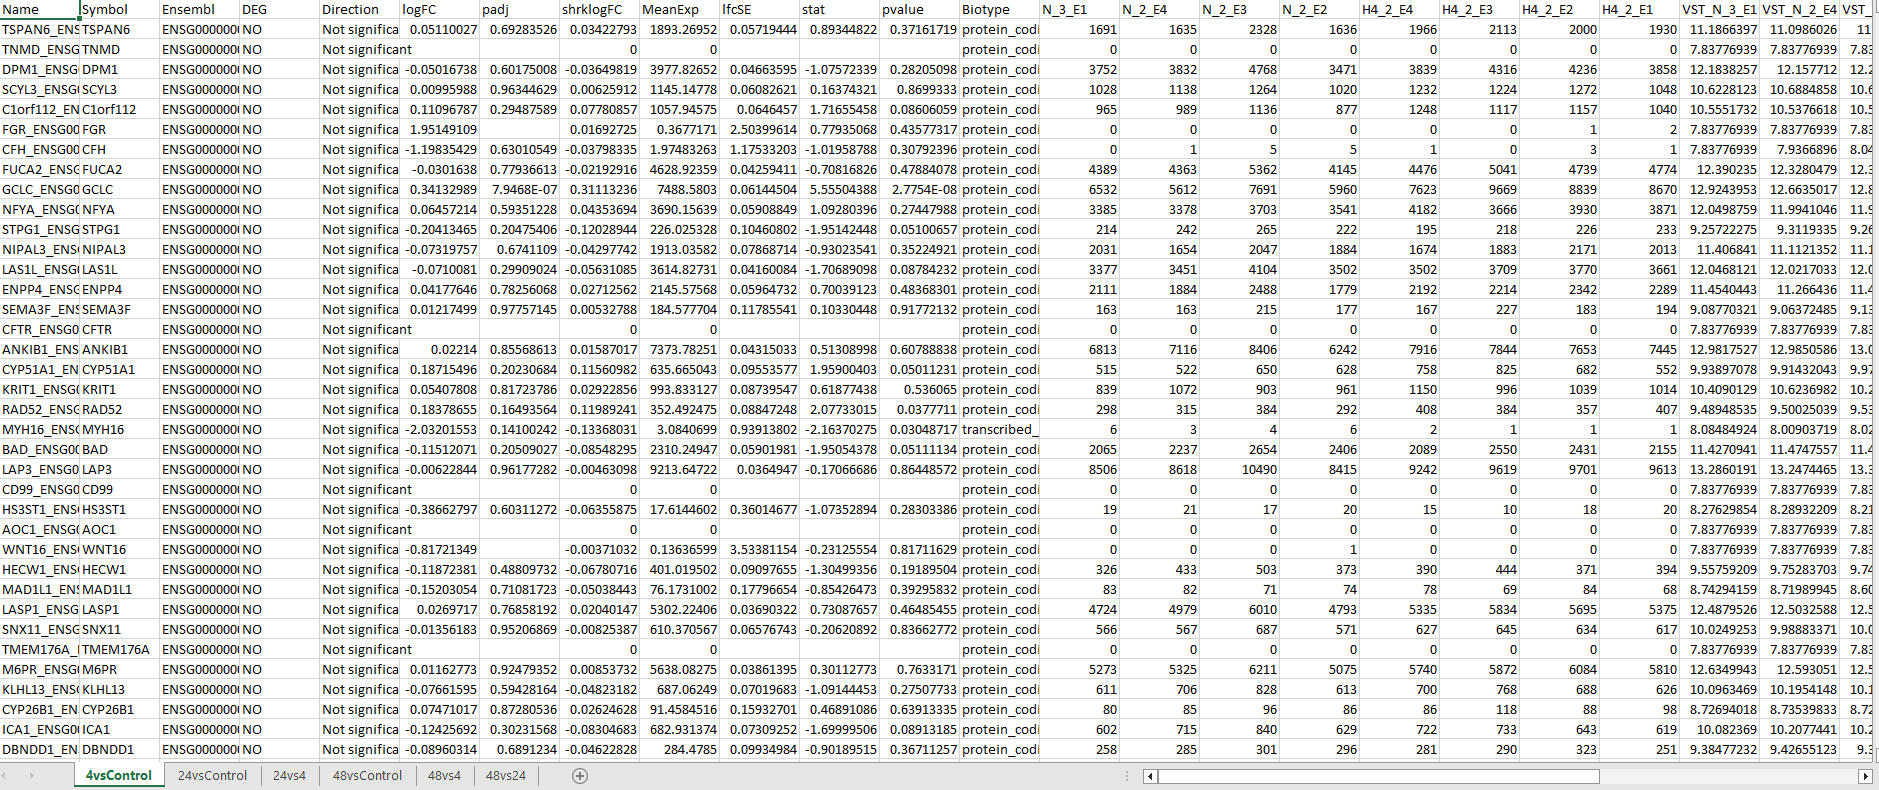 Name Symbol Ensembl DEG Direction logFC padj shrklogFC MeanExp lfcSE stat pvalue Biotype N_3_E1 N_2_E4 N_2_E3 N_2_E2 H4_2_E4 H4_2_E3 H4_2_E2 H4_2_E1 VST_N_3_E1 VST_N_2_E4 VST_
TSPAN6_ENS TSPAN6 ENSG0000000 NO Not significa 0.05110027 0.69283526 0.03422793 1893.26952 0.05719444 0.89344822 0.37161719 protein_codi 1691 1635 2328 1636 1966 2113 2000 1930 11.1866397 11.0986026 11
TNMD_ENSG TNMD ENSG0000000 NO Not significant 0 0 protein_codi 0 0 0 0 0 0 0 0 7.83776939 7.83776939 7.83
DPM1_ENSG DPM1 ENSG0000000 NO Not significa -0.05016738 0.60175008 -0.03649819 3977.82652 0.04663595 -1.07572339 0.28205098 protein_codi 3752 3832 4768 3471 3839 4316 4236 3858 12.1838257 12.157712 12.2
SCYL3_ENSG SCYL3 ENSG0000000 NO Not significa 0.00995988 0.96344629 0.00625912 1145.14778 0.06082621 0.16374321 0.8699333 protein_codi 1028 1138 1264 1020 1232 1224 1272 1048 10.6228123 10.6884858 10.6
C1orf112_EN C1orf112 ENSG0000000 NO Not significa 0.11096787 0.29487589 0.07780857 1057.94575 0.0646457 1.71655458 0.08606059 protein_codi 965 989 1136 877 1248 1117 1157 1040 10.5551732 10.5376618 10.5
FGR_ENSG00 FGR ENSG0000000 NO Not significa 1.95149109 0.01692725 0.3677171 2.50399614 0.77935068 0.43577317 protein_codi 0 0 0 0 0 0 1 2 7.83776939 7.83776939 7.83
CFH_ENSG00 CFH ENSG0000000 NO Not significa -1.19835429 0.63010549 -0.03798335 1.97483263 1.17533203 -1.01958788 0.30792396 protein_codi 0 1 5 5 1 0 3 1 7.83776939 7.9366896 8.04
FUCA2_ENSG FUCA2 ENSG0000000 NO Not significa -0.0301638 0.77936613 -0.02192916 4628.92359 0.04259411 -0.70816826 0.47884078 protein_codi 4389 4363 5362 4145 4476 5041 4739 4774 12.390235 12.3280479 12.3
GCLC_ENSG0 GCLC ENSG0000000 NO Not significa 0.34132989 7.9468E-07 0.31113236 7488.5803 0.06144504 5.55504388 2.7754E-08 protein_codi 6532 5612 7691 5960 7623 9669 8839 8670 12.9243953 12.6635017 12.8
NFYA_ENSG0 NFYA ENSG0000000 NO Not significa 0.06457214 0.59351228 0.04353694 3690.15639 0.05908849 1.09280396 0.27447988 protein_codi 3385 3378 3703 3541 4182 3666 3930 3871 12.0498759 11.9941046 11.9
STPG1_ENSG STPG1 ENSG0000000 NO Not significa -0.20413465 0.20475406 -0.12028944 226.025328 0.10460802 -1.95142448 0.05100657 protein_codi 214 242 265 222 195 218 226 233 9.25722275 9.3119335 9.26
NIPAL3_ENS NIPAL3 ENSG0000000 NO Not significa -0.07319757 0.6741109 -0.04297742 1913.03582 0.07868714 -0.93023541 0.35224921 protein_codi 2031 1654 2047 1884 1674 1883 2171 2013 11.406841 11.1121352 11.1
LAS1L_ENSG LAS1L ENSG0000000 NO Not significa -0.0710081 0.29909024 -0.05631085 3614.82731 0.04160084 -1.70689098 0.08784232 protein_codi 3377 3451 4104 3502 3502 3709 3770 3661 12.0468121 12.0217033 12.0
ENPP4_ENSG ENPP4 ENSG0000000 NO Not significa 0.04177646 0.78256068 0.02712562 2145.57568 0.05964732 0.70039123 0.48368301 protein_codi 2111 1884 2488 1779 2192 2214 2342 2289 11.4540443 11.266436 11.4
SEMA3F_ENS SEMA3F ENSG0000000 NO Not significa 0.01217499 0.97757145 0.00532788 184.577704 0.11785541 0.10330448 0.91772132 protein_codi 163 163 215 177 167 227 183 194 9.08770321 9.06372485 9.13
CFTR_ENSG0 CFTR ENSG0000000 NO Not significant 0 0 protein_codi 0 0 0 0 0 0 0 0 7.83776939 7.83776939 7.83
ANKIB1_ENS ANKIB1 ENSG0000000 NO Not significa 0.02214 0.85568613 0.01587017 7373.78251 0.04315033 0.51308998 0.60788838 protein_codi 6813 7116 8406 6242 7916 7844 7653 7445 12.9817527 12.9850586 13.0
CYP51A1_EN CYP51A1 ENSG0000000 NO Not significa 0.18715496 0.20230684 0.11560982 635.665043 0.09553577 1.95900403 0.05011231 protein_codi 515 522 650 628 758 825 682 552 9.93897078 9.91432043 9.97
KRIT1_ENSG KRIT1 ENSG0000000 NO Not significa 0.05407808 0.81723786 0.02922856 993.833127 0.08739547 0.61877438 0.536065 protein_codi 839 1072 903 961 1150 996 1039 1014 10.4090129 10.6236982 10.2
RAD52_ENSG RAD52 ENSG0000000 NO Not significa 0.18378655 0.16493564 0.11989241 352.492475 0.08847248 2.07733015 0.0377711 protein_codi 298 315 384 292 408 384 357 407 9.48948535 9.50025039 9.53
MYH16_ENS MYH16 ENSG0000000 NO Not significa -2.03201553 0.14100242 -0.13368031 3.0840699 0.93913802 -2.16370275 0.03048717 transcribed_ 6 3 4 6 2 1 1 1 8.08484924 8.00903719 8.02
BAD_ENSG00 BAD ENSG0000000 NO Not significa -0.11512071 0.20509027 -0.08548295 2310.24947 0.05901981 -1.95054378 0.05111134 protein_codi 2065 2237 2654 2406 2089 2550 2431 2155 11.4270941 11.4747557 11.4
LAP3_ENSG0 LAP3 ENSG0000000 NO Not significa -0.00622844 0.96177282 -0.00463098 9213.64722 0.0364947 -0.17066686 0.86448572 protein_codi 8506 8618 10490 8415 9242 9619 9701 9613 13.2860191 13.2474465 13.3
CD99_ENSG0 CD99 ENSG0000000 NO Not significant 0 0 protein_codi 0 0 0 0 0 0 0 0 7.83776939 7.83776939 7.83
HS3ST1_ENS HS3ST1 ENSG0000000 NO Not significa -0.38662797 0.60311272 -0.06355875 17.6144602 0.36014677 -1.07352894 0.28303386 protein_codi 19 21 17 20 15 10 18 20 8.27629854 8.28932209 8.21
AOC1_ENSG0 AOC1 ENSG0000000 NO Not significant 0 0 protein_codi 0 0 0 0 0 0 0 0 7.83776939 7.83776939 7.83
WNT16_ENS WNT16 ENSG0000000 NO Not significa -0.81721349 -0.00371032 0.13636599 3.53381154 -0.23125554 0.81711629 protein_codi 0 0 0 1 0 0 0 0 7.83776939 7.83776939 7.83
HECW1_ENS HECW1 ENSG0000000 NO Not significa -0.11872381 0.48809732 -0.06780716 401.019502 0.09097655 -1.30499356 0.19189504 protein_codi 326 433 503 373 390 444 371 394 9.55759209 9.75283703 9.74
MAD1L1_ENS MAD1L1 ENSG0000000 NO Not significa -0.15203054 0.71081723 -0.05038443 76.1731002 0.17796654 -0.85426473 0.39295832 protein_codi 83 82 71 74 78 69 84 68 8.74294159 8.71989945 8.60
LASP1_ENSG LASP1 ENSG0000000 NO Not significa 0.0269717 0.76858192 0.02040147 5302.22406 0.03690322 0.73087657 0.46485455 protein_codi 4724 4979 6010 4793 5335 5834 5695 5375 12.4879526 12.5032588 12.5
SNX11_ENSG SNX11 ENSG0000000 NO Not significa -0.01356183 0.95206869 -0.00825387 610.370567 0.06576743 -0.20620892 0.83662772 protein_codi 566 567 687 571 627 645 634 617 10.0249253 9.98883371 10.0
TMEM176A_ TMEM176A ENSG0000000 NO Not significant 0 0 protein_codi 0 0 0 0 0 0 0 0 7.83776939 7.83776939 7.83
M6PR_ENSG0 M6PR ENSG0000000 NO Not significa 0.01162773 0.92479352 0.00853732 5638.08275 0.03861395 0.30112773 0.7633171 protein_codi 5273 5325 6211 5075 5740 5872 6084 5810 12.6349943 12.593051 12.5
KLHL13_ENS KLHL13 ENSG0000000 NO Not significa -0.07661595 0.59428164 -0.04823182 687.06249 0.07019683 -1.09144453 0.27507733 protein_codi 611 706 828 613 700 768 688 626 10.0963469 10.1954148 10.1
CYP26B1_ENS CYP26B1 ENSG0000000 NO Not significa 0.07471017 0.87280536 0.02624628 91.4584516 0.15932701 0.46891086 0.63913335 protein_codi 80 85 96 86 86 118 88 98 8.72694018 8.73539833 8.72
ICA1_ENSG00 ICA1 ENSG0000000 NO Not significa -0.12425692 0.30231568 -0.08304683 682.931374 0.07309252 -1.69999506 0.08913185 protein_codi 602 715 840 629 722 733 643 619 10.082369 10.2077441 10.2
DBNDD1_EN DBNDD1 ENSG0000000 NO Not significa -0.08960314 0.6891234 -0.04622828 284.4785 0.09934984 -0.90189515 0.36711257 protein_codi 258 285 301 296 281 290 323 251 9.38477232 9.42655123 9.3
4vsControl 24vsControl 24vs4 48vsControl 48vs4 48vs24